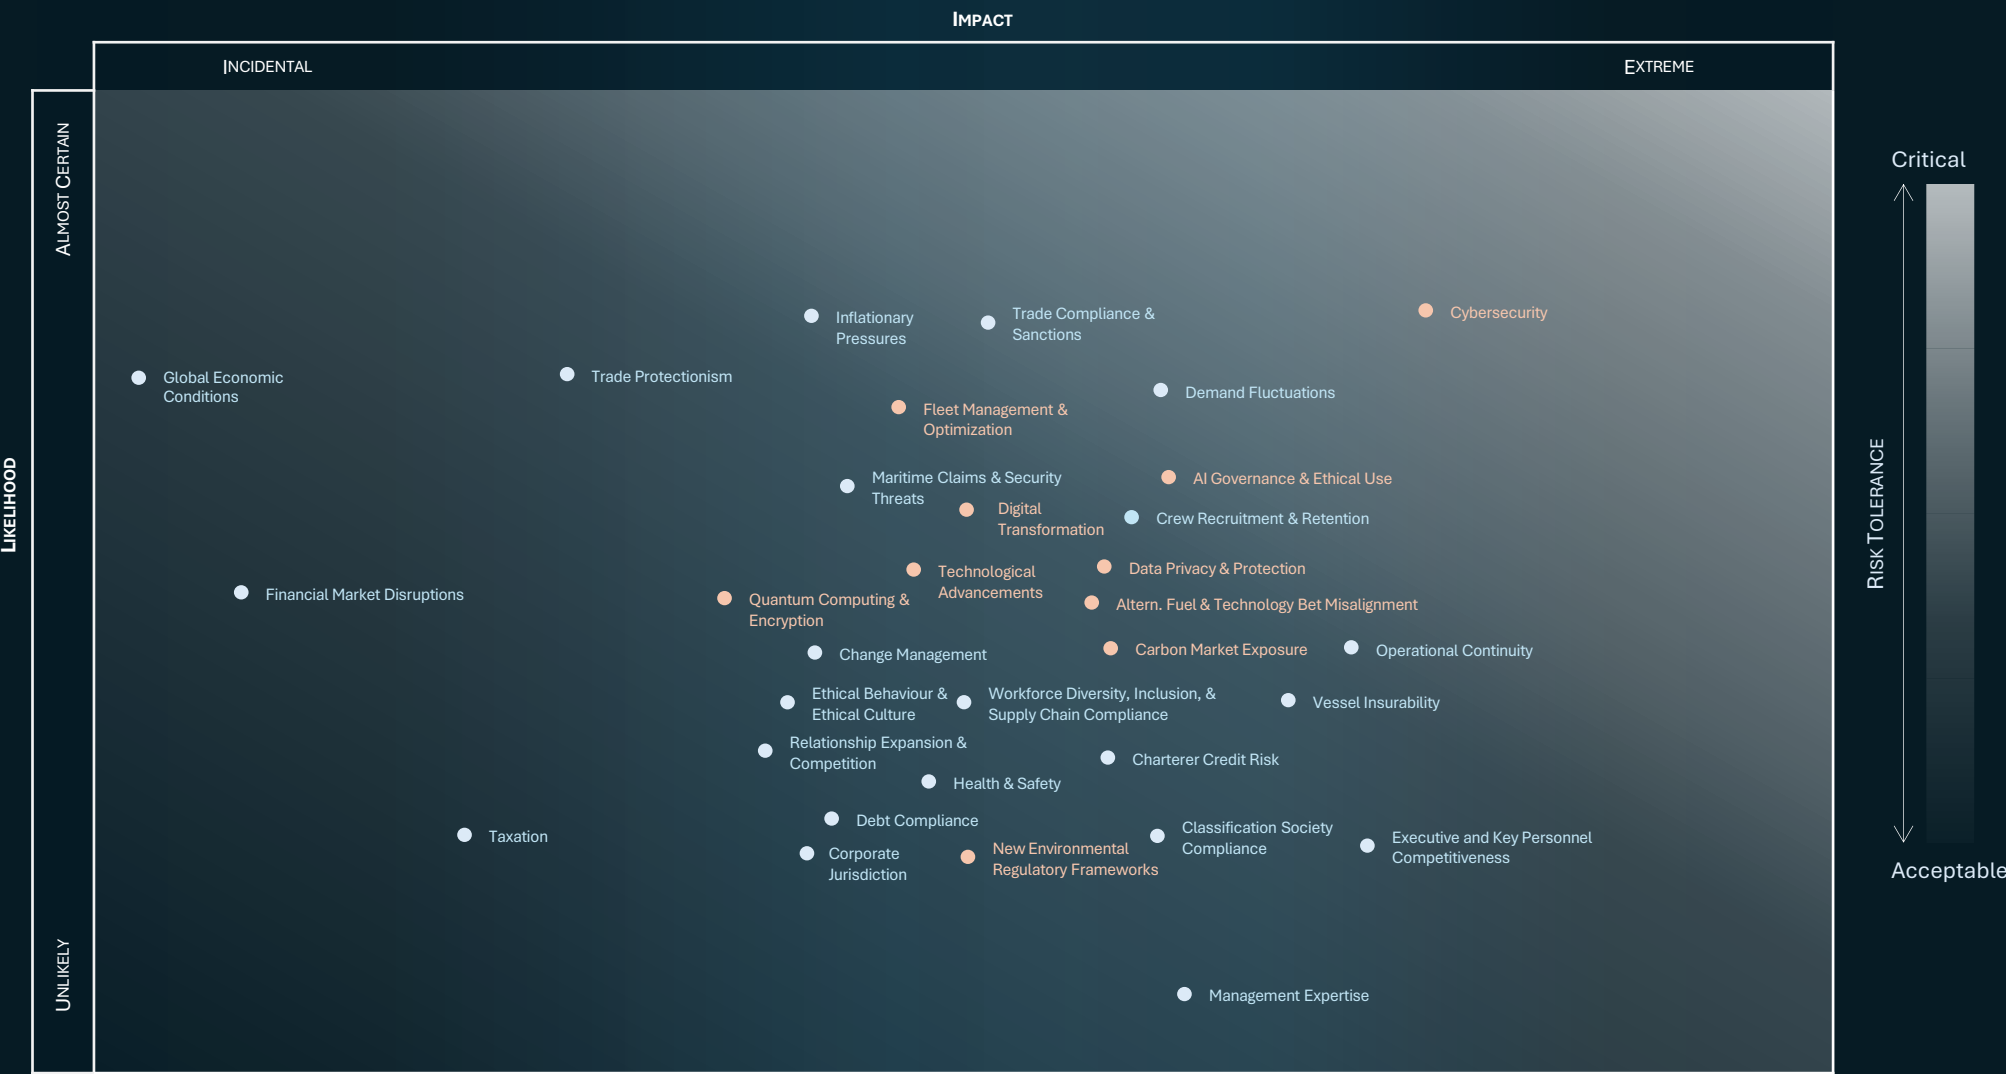 IMPACT
INCIDENTAL
EXTREME
ALMOST CERTAIN
LIKELIHOOD
UNLIKELY
Critical
RISK TOLERANCE
Acceptable
Inflationary
Pressures
Trade Compliance &
Sanctions
Cybersecurity
Global Economic
Conditions
Trade Protectionism
Demand Fluctuations
Fleet Management &
Optimization
Maritime Claims & Security
Threats
AI Governance & Ethical Use
Digital
Transformation
Crew Recruitment & Retention
Technological
Advancements
Data Privacy & Protection
Financial Market Disruptions
Quantum Computing &
Encryption
Altern. Fuel & Technology Bet Misalignment
Change Management
Carbon Market Exposure
Operational Continuity
Ethical Behaviour &
Ethical Culture
Workforce Diversity, Inclusion, &
Supply Chain Compliance
Vessel Insurability
Relationship Expansion &
Competition
Charterer Credit Risk
Health & Safety
Debt Compliance
Taxation
Classification Society
Compliance
Executive and Key Personnel
Competitiveness
Corporate
Jurisdiction
New Environmental
Regulatory Frameworks
Management Expertise